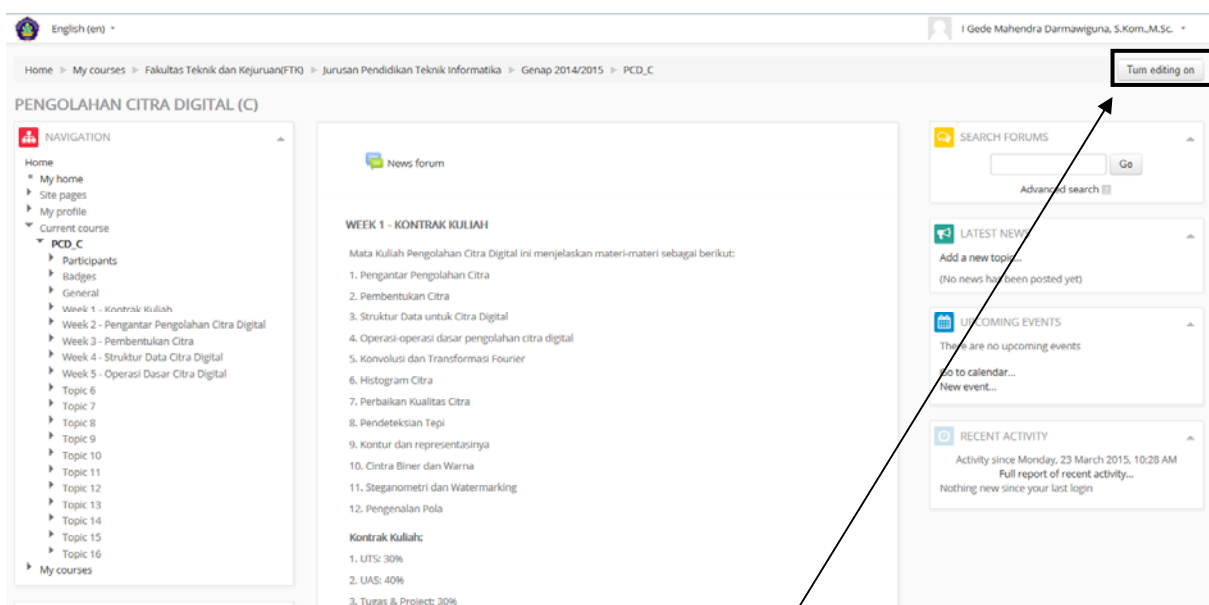 English (en)
I Gede Mahendra Darmawiguna, S.Kom.,M.Sc.
Home ► My courses ► Fakultas Teknik dan Kejuruan(FTK) ► Jurusan Pendidikan Teknik Informatika ► Genap 2014/2015 ► PCD_C
Turn editing on
PENGOLAHAN CITRA DIGITAL (C)
NAVIGATION
Home
My home
Site pages
My profile
Current course
PCD_C
Participants
Badges
General
Week 1 - Kontrak Kuliah
Week 2 - Pengantar Pengolahan Citra Digital
Week 3 - Pembentukan Citra
Week 4 - Struktur Data Citra Digital
Week 5 - Operasi Dasar Citra Digital
Topic 6
Topic 7
Topic 8
Topic 9
Topic 10
Topic 11
Topic 12
Topic 13
Topic 14
Topic 15
Topic 16
My courses
News forum
WEEK 1 - KONTRAK KULIAH
Mata Kuliah Pengolahan Citra Digital ini menjelaskan materi-materi sebagai berikut:
1. Pengantar Pengolahan Citra
2. Pembentukan Citra
3. Struktur Data untuk Citra Digital
4. Operasi-operasi dasar pengolahan citra digital
5. Konvolusi dan Transformasi Fourier
6. Histogram Citra
7. Perbaikan Kualitas Citra
8. Pendeteksian Tepi
9. Kontur dan representasinya
10. Cintra Biner dan Warna
11. Steganometri dan Watermarking
12. Pengenalan Pola
Kontrak Kuliah:
1. UTS: 30%
2. UAS: 40%
3. Tugas & Project: 30%
SEARCH FORUMS
Go
Advanced search
LATEST NEWS
Add a new topic...
(No news has been posted yet)
UPCOMING EVENTS
There are no upcoming events
Go to calendar...
New event...
RECENT ACTIVITY
Activity since Monday, 23 March 2015, 10:28 AM
Full report of recent activity...
Nothing new since your last login